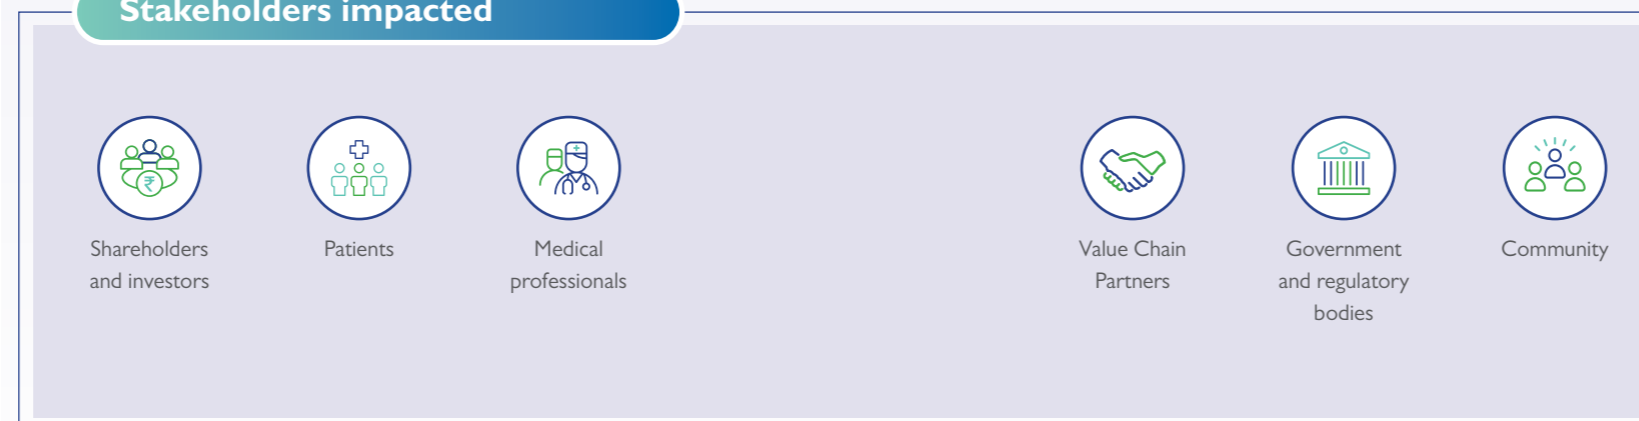 Stakeholders impacted
Shareholders
and investors
Patients
Medical
professionals
Value Chain
Partners
Government
and regulatory
bodies
Community